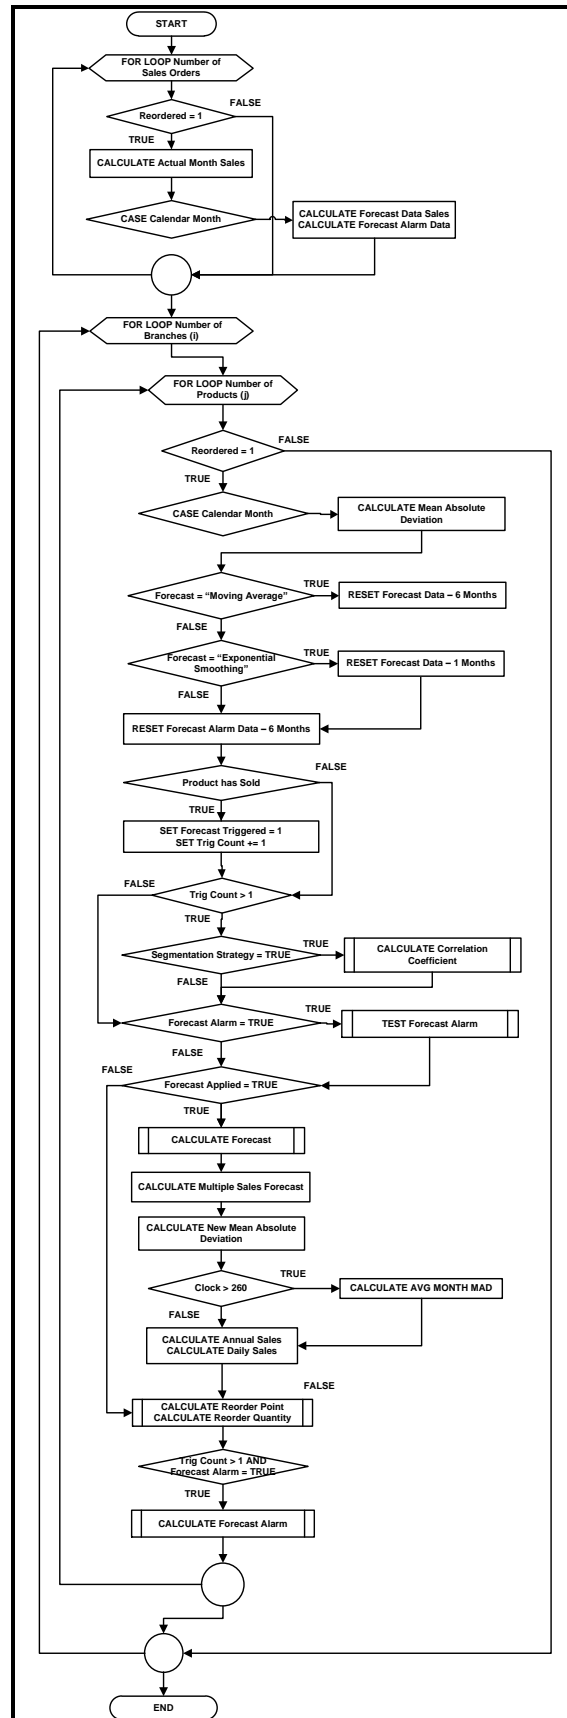 START
FOR LOOP Number of
Sales Orders
FALSE
Reordered = 1
TRUE
CALCULATE Actual Month Sales
CASE Calendar Month
CALCULATE Forecast Data Sales
CALCULATE Forecast Alarm Data
FOR LOOP Number of
Branches (i)
FOR LOOP Number of
Products (j)
FALSE
Reordered = 1
TRUE
CASE Calendar Month
CALCULATE Mean Absolute
Deviation
TRUE
Forecast = “Moving Average”
RESET Forecast Data – 6 Months
FALSE
TRUE
Forecast = “Exponential
Smoothing”
RESET Forecast Data – 1 Months
FALSE
RESET Forecast Alarm Data – 6 Months
FALSE
Product has Sold
TRUE
SET Forecast Triggered = 1
SET Trig Count += 1
FALSE
Trig Count > 1
TRUE
Segmentation Strategy = TRUE
TRUE
CALCULATE Correlation
Coefficient
FALSE
TRUE
Forecast Alarm = TRUE
TEST Forecast Alarm
FALSE
FALSE
Forecast Applied = TRUE
TRUE
CALCULATE Forecast
CALCULATE Multiple Sales Forecast
CALCULATE New Mean Absolute
Deviation
TRUE
Clock > 260
CALCULATE AVG MONTH MAD
FALSE
CALCULATE Annual Sales
CALCULATE Daily Sales
FALSE
CALCULATE Reorder Point
CALCULATE Reorder Quantity
Trig Count > 1 AND
Forecast Alarm = TRUE
TRUE
CALCULATE Forecast Alarm
END